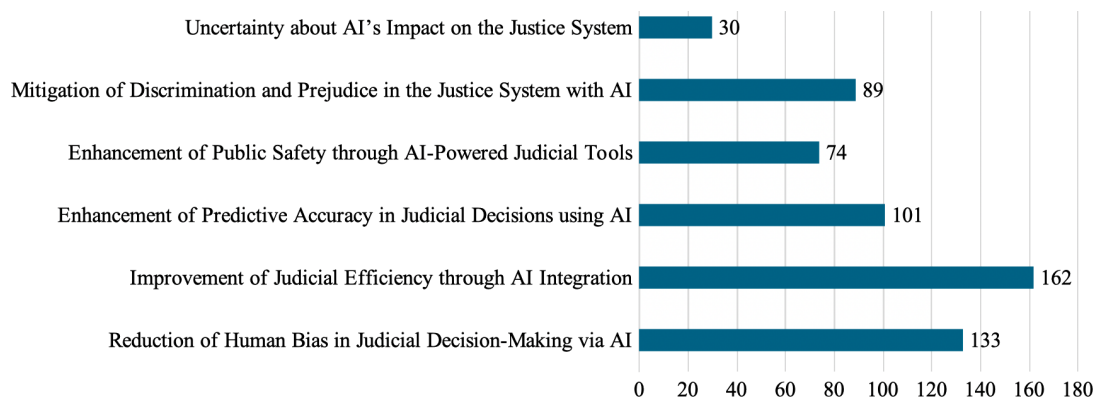 Uncertainty about AI’s Impact on the Justice System 30
Mitigation of Discrimination and Prejudice in the Justice System with AI 89
Enhancement of Public Safety through AI-Powered Judicial Tools 74
Enhancement of Predictive Accuracy in Judicial Decisions using AI 101
Improvement of Judicial Efficiency through AI Integration 162
Reduction of Human Bias in Judicial Decision-Making via AI 133
0 20 40 60 80 100 120 140 160 180